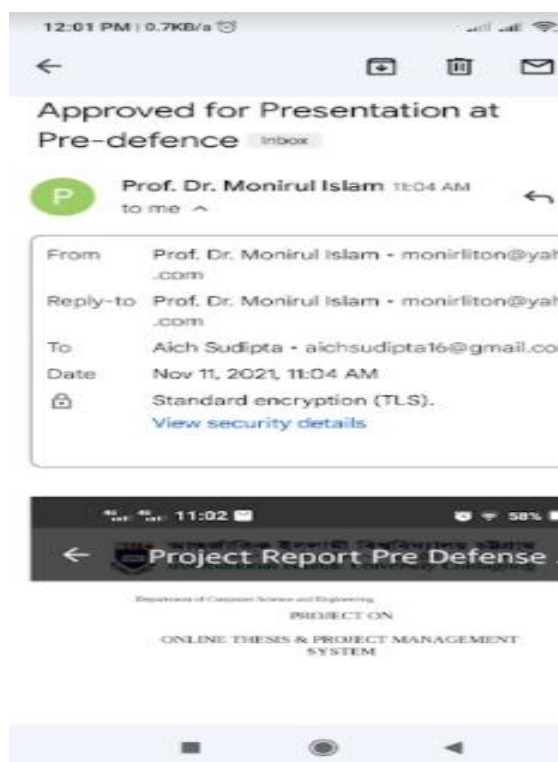 12:01 PM | 0.7KB/s
Approved for Presentation at
Pre-defence Inbox
P
Prof. Dr. Monirul Islam 11:04 AM
to me
From Prof. Dr. Monirul Islam • monirliton@yah
.com
Reply-to Prof. Dr. Monirul Islam • monirliton@yah
.com
To Aich Sudipta • aichsudipta16@gmail.co
Date Nov 11, 2021, 11:04 AM
Standard encryption (TLS).
View security details
11:02 58%
Project Report Pre Defense
Department of Computer Science and Engineering
PROJECT ON
ONLINE THESIS & PROJECT MANAGEMENT
SYSTEM